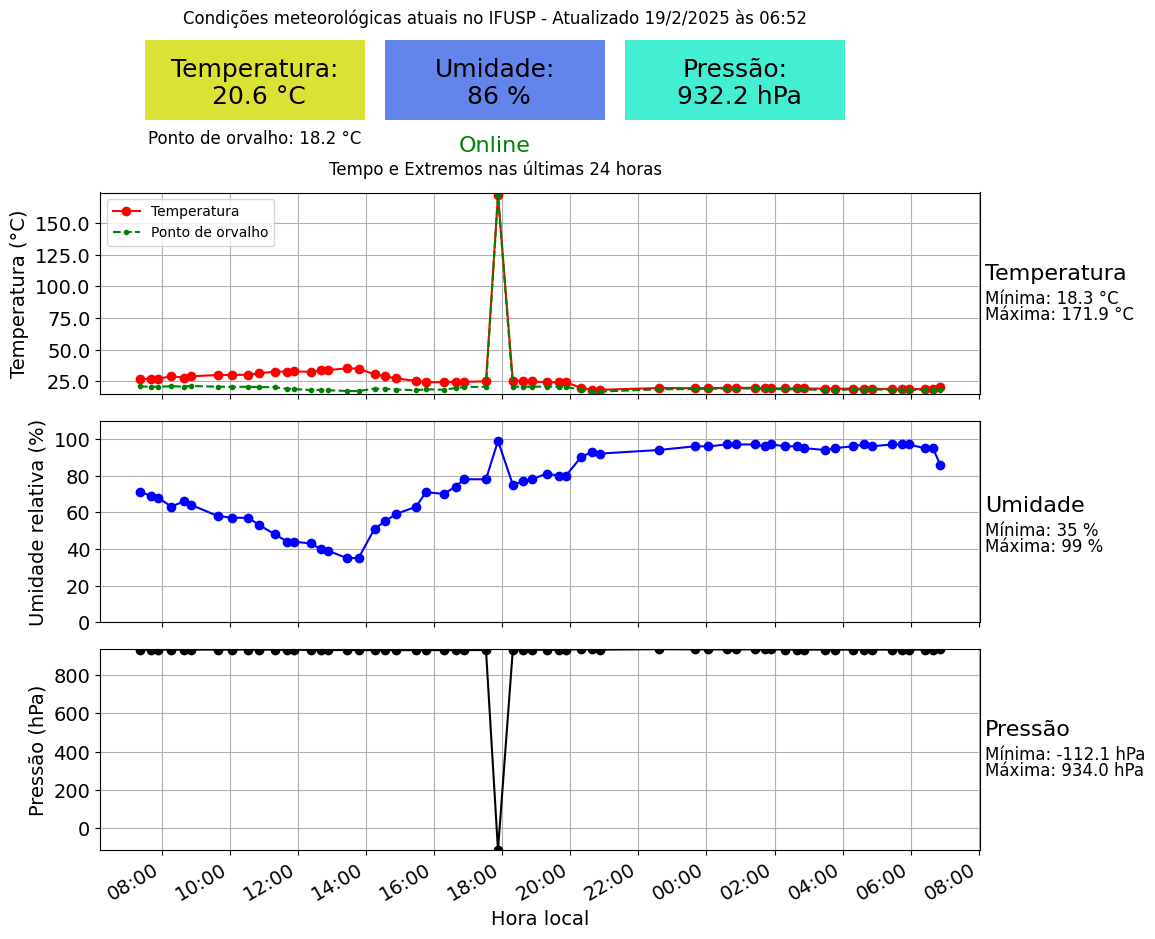 Condições meteorológicas atuais no IFUSP - Atualizado 19/2/2025 às 06:52
Temperatura:
20.6 °C
Umidade:
86 %
Pressão:
932.2 hPa
Ponto de orvalho: 18.2 °C
Online
Tempo e Extremos nas últimas 24 horas
Temperatura (°C)
150.0
125.0
100.0
75.0
50.0
25.0
Temperatura
Ponto de orvalho
Temperatura
Mínima: 18.3 °C
Máxima: 171.9 °C
Umidade relativa (%)
100
80
60
40
20
0
Umidade
Mínima: 35 %
Máxima: 99 %
Pressão (hPa)
800
600
400
200
0
Pressão
Mínima: -112.1 hPa
Máxima: 934.0 hPa
08:00 10:00 12:00 14:00 16:00 18:00 20:00 22:00 00:00 02:00 04:00 06:00 08:00
Hora local